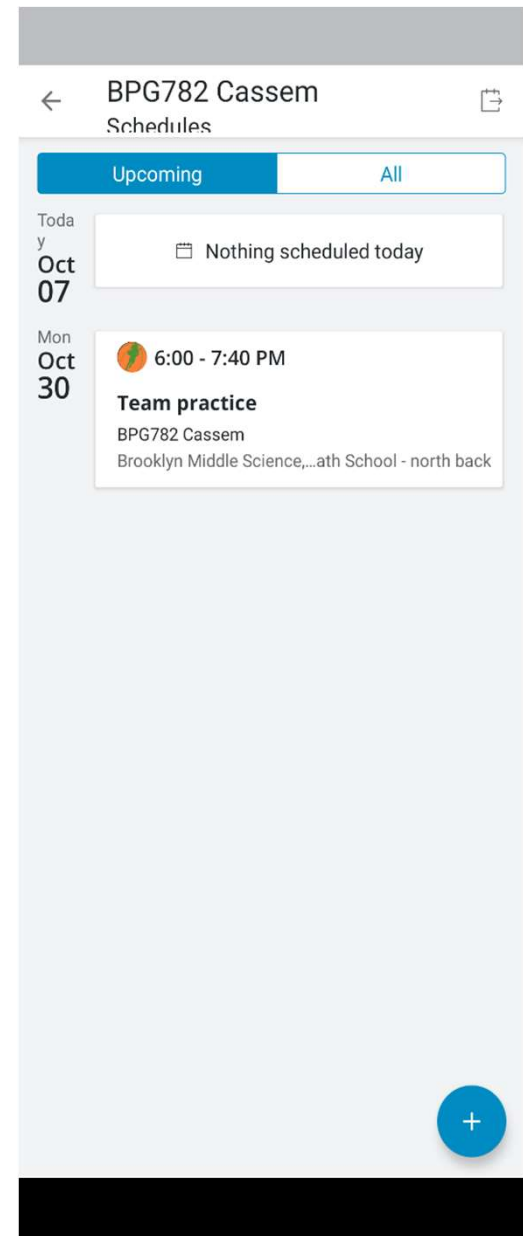 BPG782 Cassem
Schedules
Upcoming
All
Toda
y
Oct
07
Nothing scheduled today
Mon
Oct
30
6:00 - 7:40 PM
Team practice
BPG782 Cassem
Brooklyn Middle Science,...ath School - north back